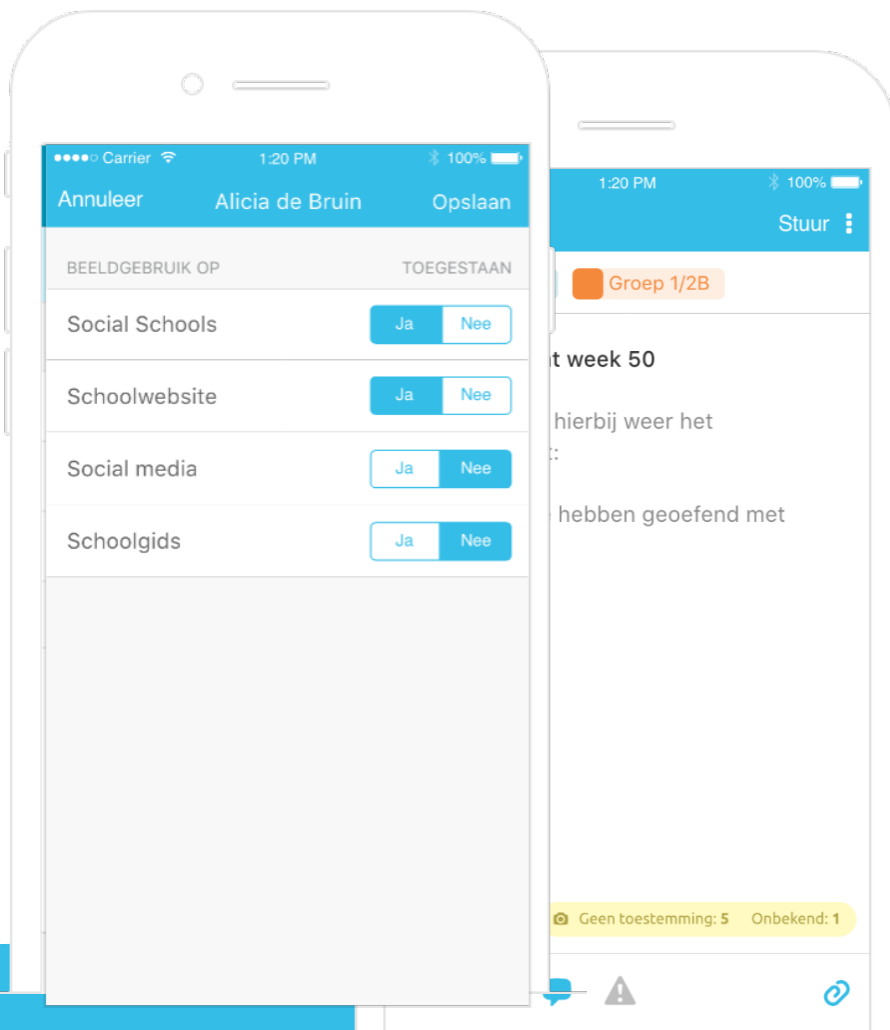 Carrier 1:20 PM 100%
Annuleer Alicia de Bruin Opslaan
BEELDGEBRUIK OP TOEGESTAAN
Social Schools Ja Nee
Schoolwebsite Ja Nee
Social media Ja Nee
Schoolgids Ja Nee
1:20 PM 100%
Stuur
Groep 1/2B
week 50
hierbij weer het
hebben geoefend met
Geen toestemming: 5 Onbekend: 1